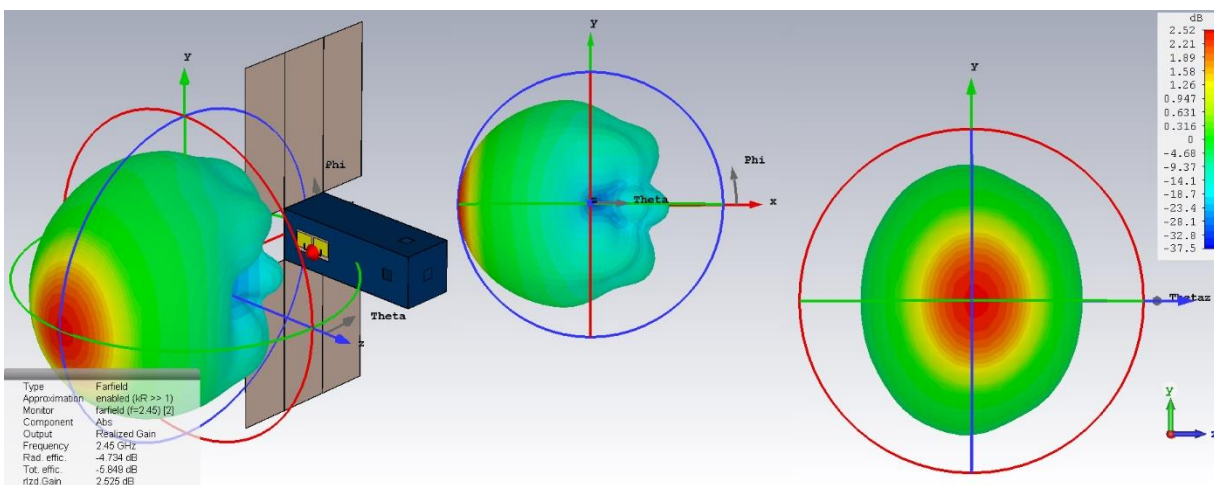 y
Phi
Theta
z
Type Farfield
Approximation enabled (kR >> 1)
Monitor farfield (f=2.45) [2]
Component Abs
Output Realized Gain
Frequency 2.45 GHz
Rad. effic. -4.734 dB
Tot. effic. -5.849 dB
rlzd.Gain 2.525 dB
y
Phi
z
Theta
x
y
Thetaz
dB
2.52
2.21
1.89
1.58
1.26
0.947
0.631
0.316
0
-4.68
-9.37
-14.1
-18.7
-23.4
-28.1
-32.8
-37.5
y
z